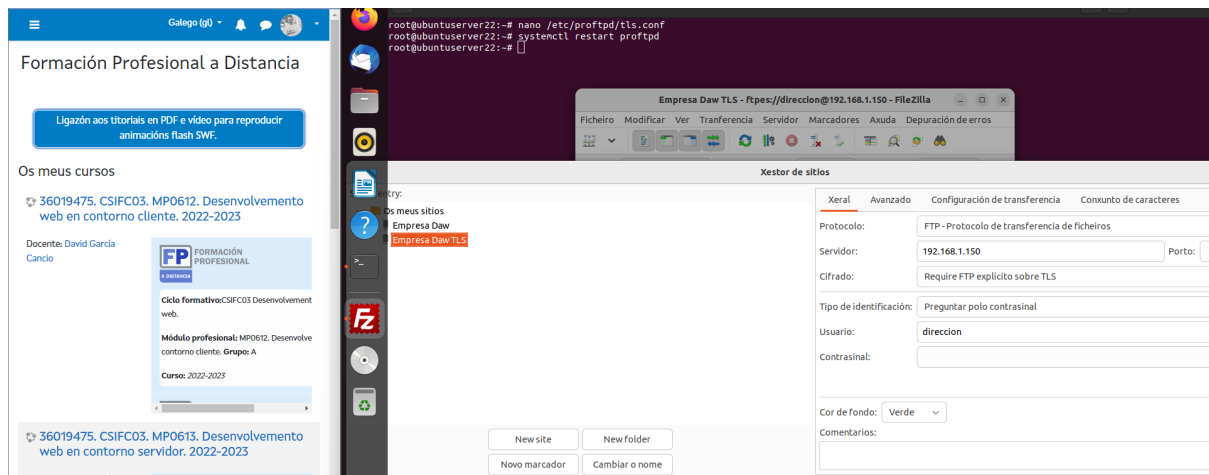 Galego (gl)
Formación Profesional a Distancia
Ligazón aos titoriais en PDF e vídeo para reproducir
animacións flash SWF.
Os meus cursos
36019475. CSIFC03. MP0612. Desenvolvemento
web en contorno cliente. 2022-2023
Docente: David García
Cancio
FP FORMACIÓN
PROFESIONAL
A DISTANCIA
Ciclo formativo:CSIFC03 Desenvolvement
web.
Módulo profesional: MP0612. Desenvolve
contorno cliente. Grupo: A
Curso: 2022-2023
36019475. CSIFC03. MP0613. Desenvolvemento
web en contorno servidor. 2022-2023
root@ubuntuserver22:~# nano /etc/proftpd/tls.conf
root@ubuntuserver22:~# systemctl restart proftpd
root@ubuntuserver22:~#
Empresa Daw TLS - ftpes://direccion@192.168.1.150 - FileZilla
Ficheiro Modificar Ver Tranferencia Servidor Marcadores Axuda Depuración de erros
Xestor de sitios
entry:
Os meus sitios
Empresa Daw
Empresa Daw TLS
New site New folder
Novo marcador Cambiar o nome
Xeral Avanzado Configuración de transferencia Conxunto de caracteres
Protocolo: FTP - Protocolo de transferencia de ficheiros
Servidor: 192.168.1.150 Porto:
Cifrado: Require FTP explícito sobre TLS
Tipo de identificación: Preguntar polo contrasinal
Usuario: direccion
Contrasinal:
Cor de fondo: Verde
Comentarios: